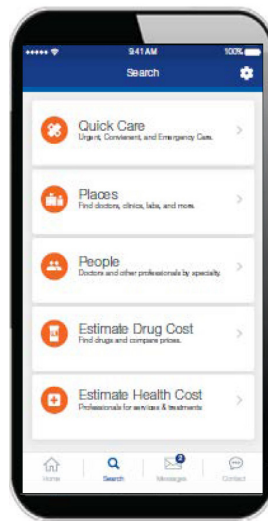 9:41 AM
100%
Search
Quick Care
Urgent, Convienent, and Emergency Care.
Places
Find doctors, clinics, labs, and more.
People
Doctors and other professionals by specialty.
Estimate Drug Cost
Find drugs and compare prices.
Estimate Health Cost
Professionals for services & treatments
2
Home
Search
Messages
Contact